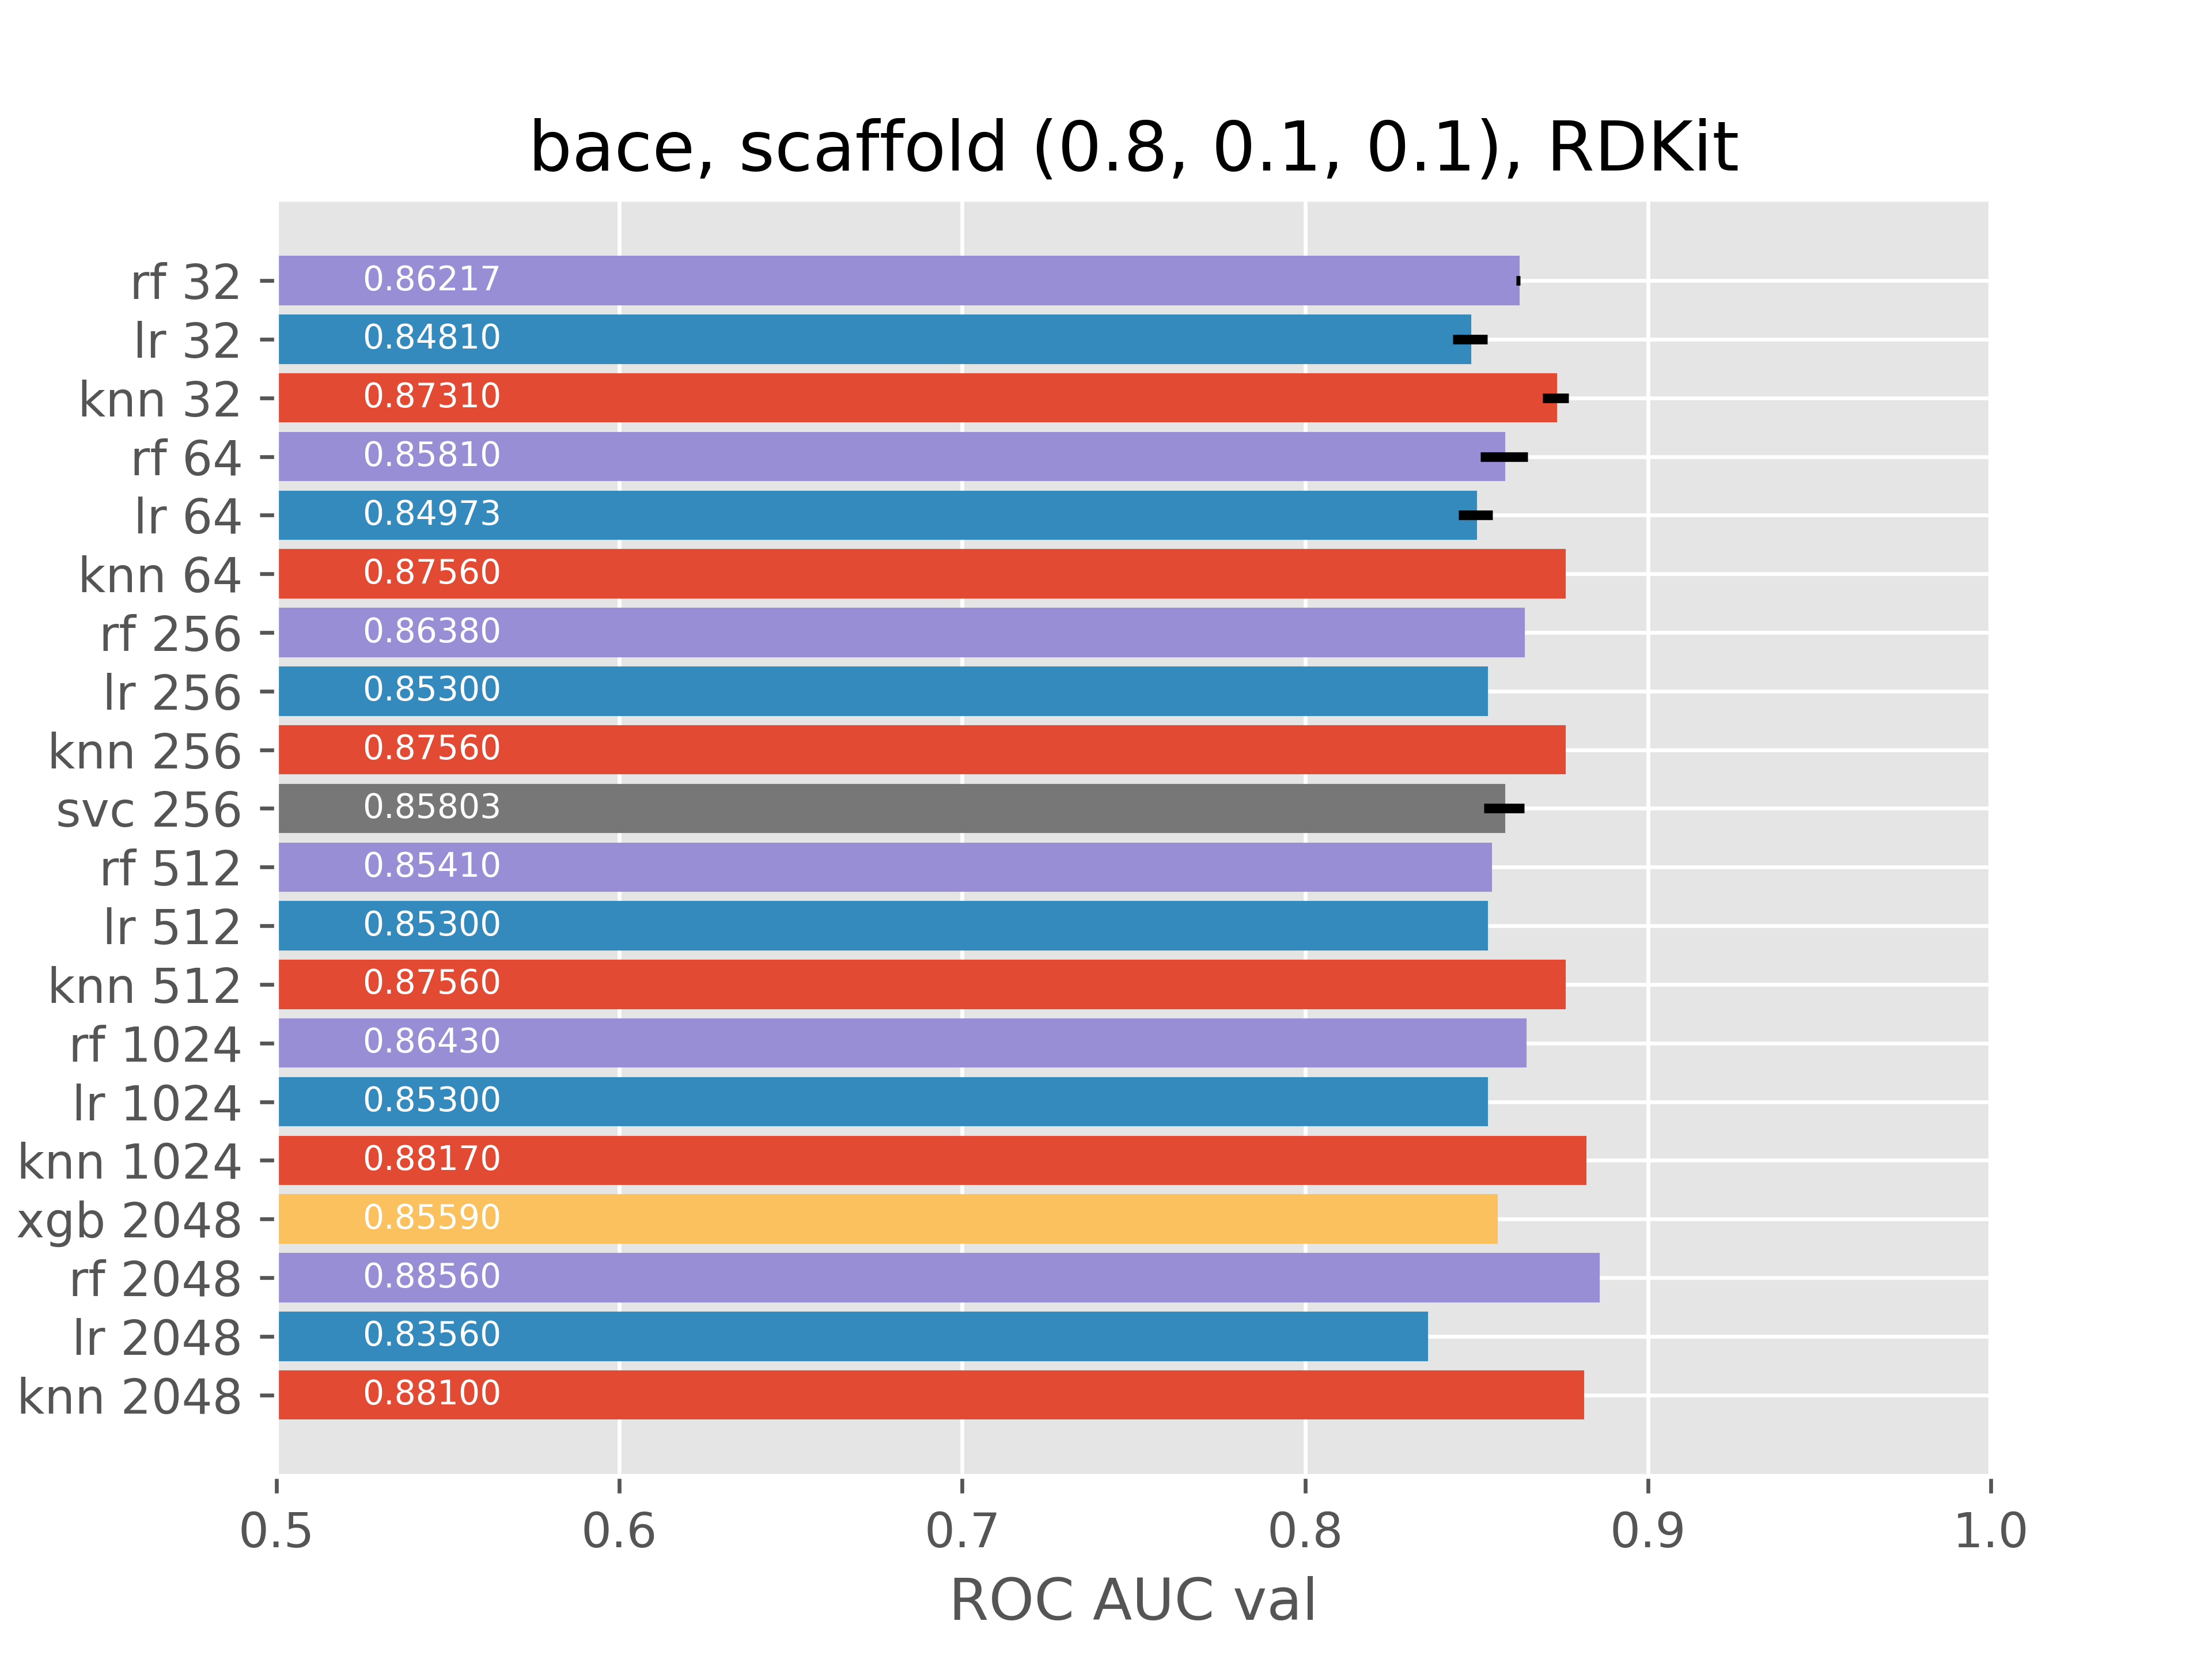 bace, scaffold (0.8, 0.1, 0.1), RDKit
rf 32 0.86217
lr 32 0.84810
knn 32 0.87310
rf 64 0.85810
lr 64 0.84973
knn 64 0.87560
rf 256 0.86380
lr 256 0.85300
knn 256 0.87560
svc 256 0.85803
rf 512 0.85410
lr 512 0.85300
knn 512 0.87560
rf 1024 0.86430
lr 1024 0.85300
knn 1024 0.88170
xgb 2048 0.85590
rf 2048 0.88560
lr 2048 0.83560
knn 2048 0.88100
0.5 0.6 0.7 0.8 0.9 1.0
ROC AUC val